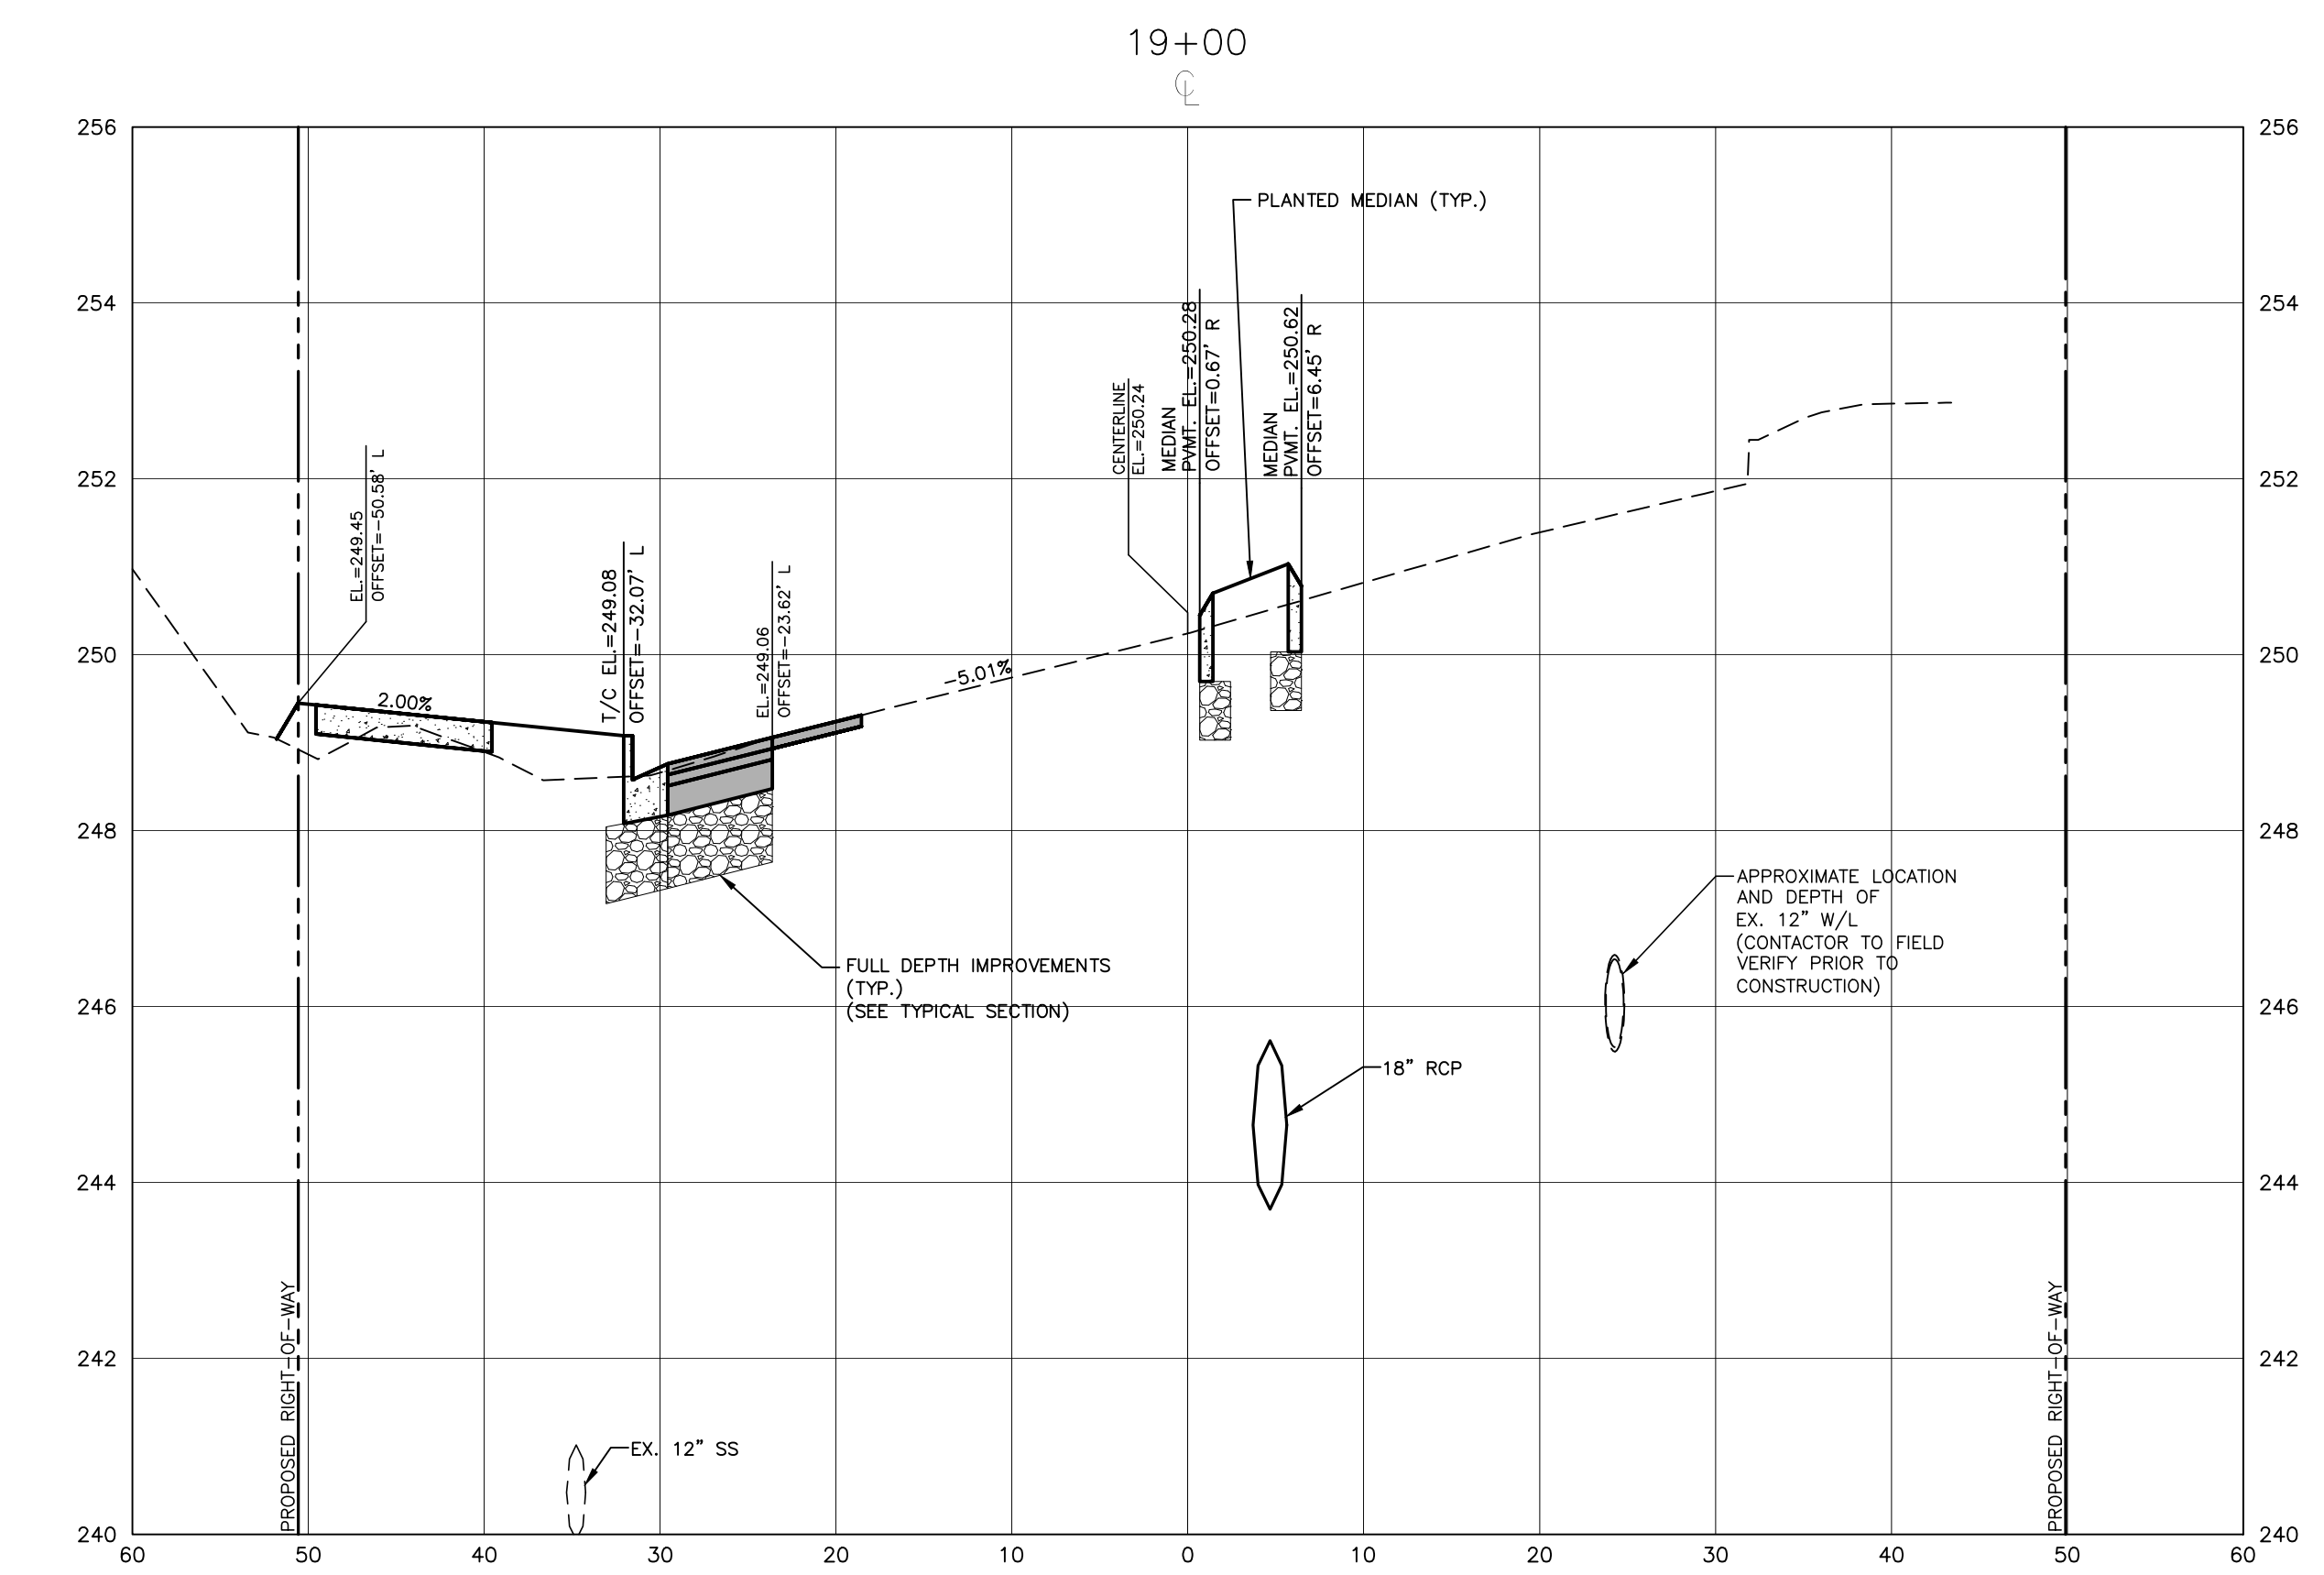 19+00
CL
256
256
PLANTED MEDIAN (TYP.)
254
254
MEDIAN
PVMT. EL.=250.28
OFFSET=0.67' R
MEDIAN
PVMT. EL.=250.62
OFFSET=6.45' R
CENTERLINE
EL.=250.24
252
252
EL.=249.45
OFFSET=-50.58' L
T/C EL.=249.08
OFFSET=-32.07' L
EL.=249.06
OFFSET=-23.62' L
250
250
-5.01%
2.00%
248
248
APPROXIMATE LOCATION
AND DEPTH OF
EX. 12" W/L
(CONTACTOR TO FIELD
VERIFY PRIOR TO
CONSTRUCTION)
FULL DEPTH IMPROVEMENTS
(TYP.)
(SEE TYPICAL SECTION)
246
246
18" RCP
244
244
PROPOSED RIGHT-OF-WAY
PROPOSED RIGHT-OF-WAY
242
242
EX. 12" SS
240
240
60 50 40 30 20 10 0 10 20 30 40 50 60